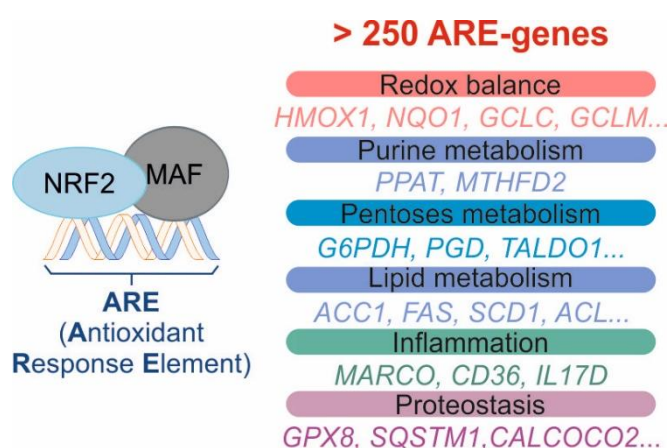 > 250 ARE-genes
Redox balance
HMOX1, NQO1, GCLC, GCLM...
Purine metabolism
PPAT, MTHFD2
Pentoses metabolism
G6PDH, PGD, TALDO1...
Lipid metabolism
ACC1, FAS, SCD1, ACL...
Inflammation
MARCO, CD36, IL17D
Proteostasis
GPX8, SQSTM1,CALCOCO2...
NRF2
MAF
ARE
(Antioxidant
Response Element)